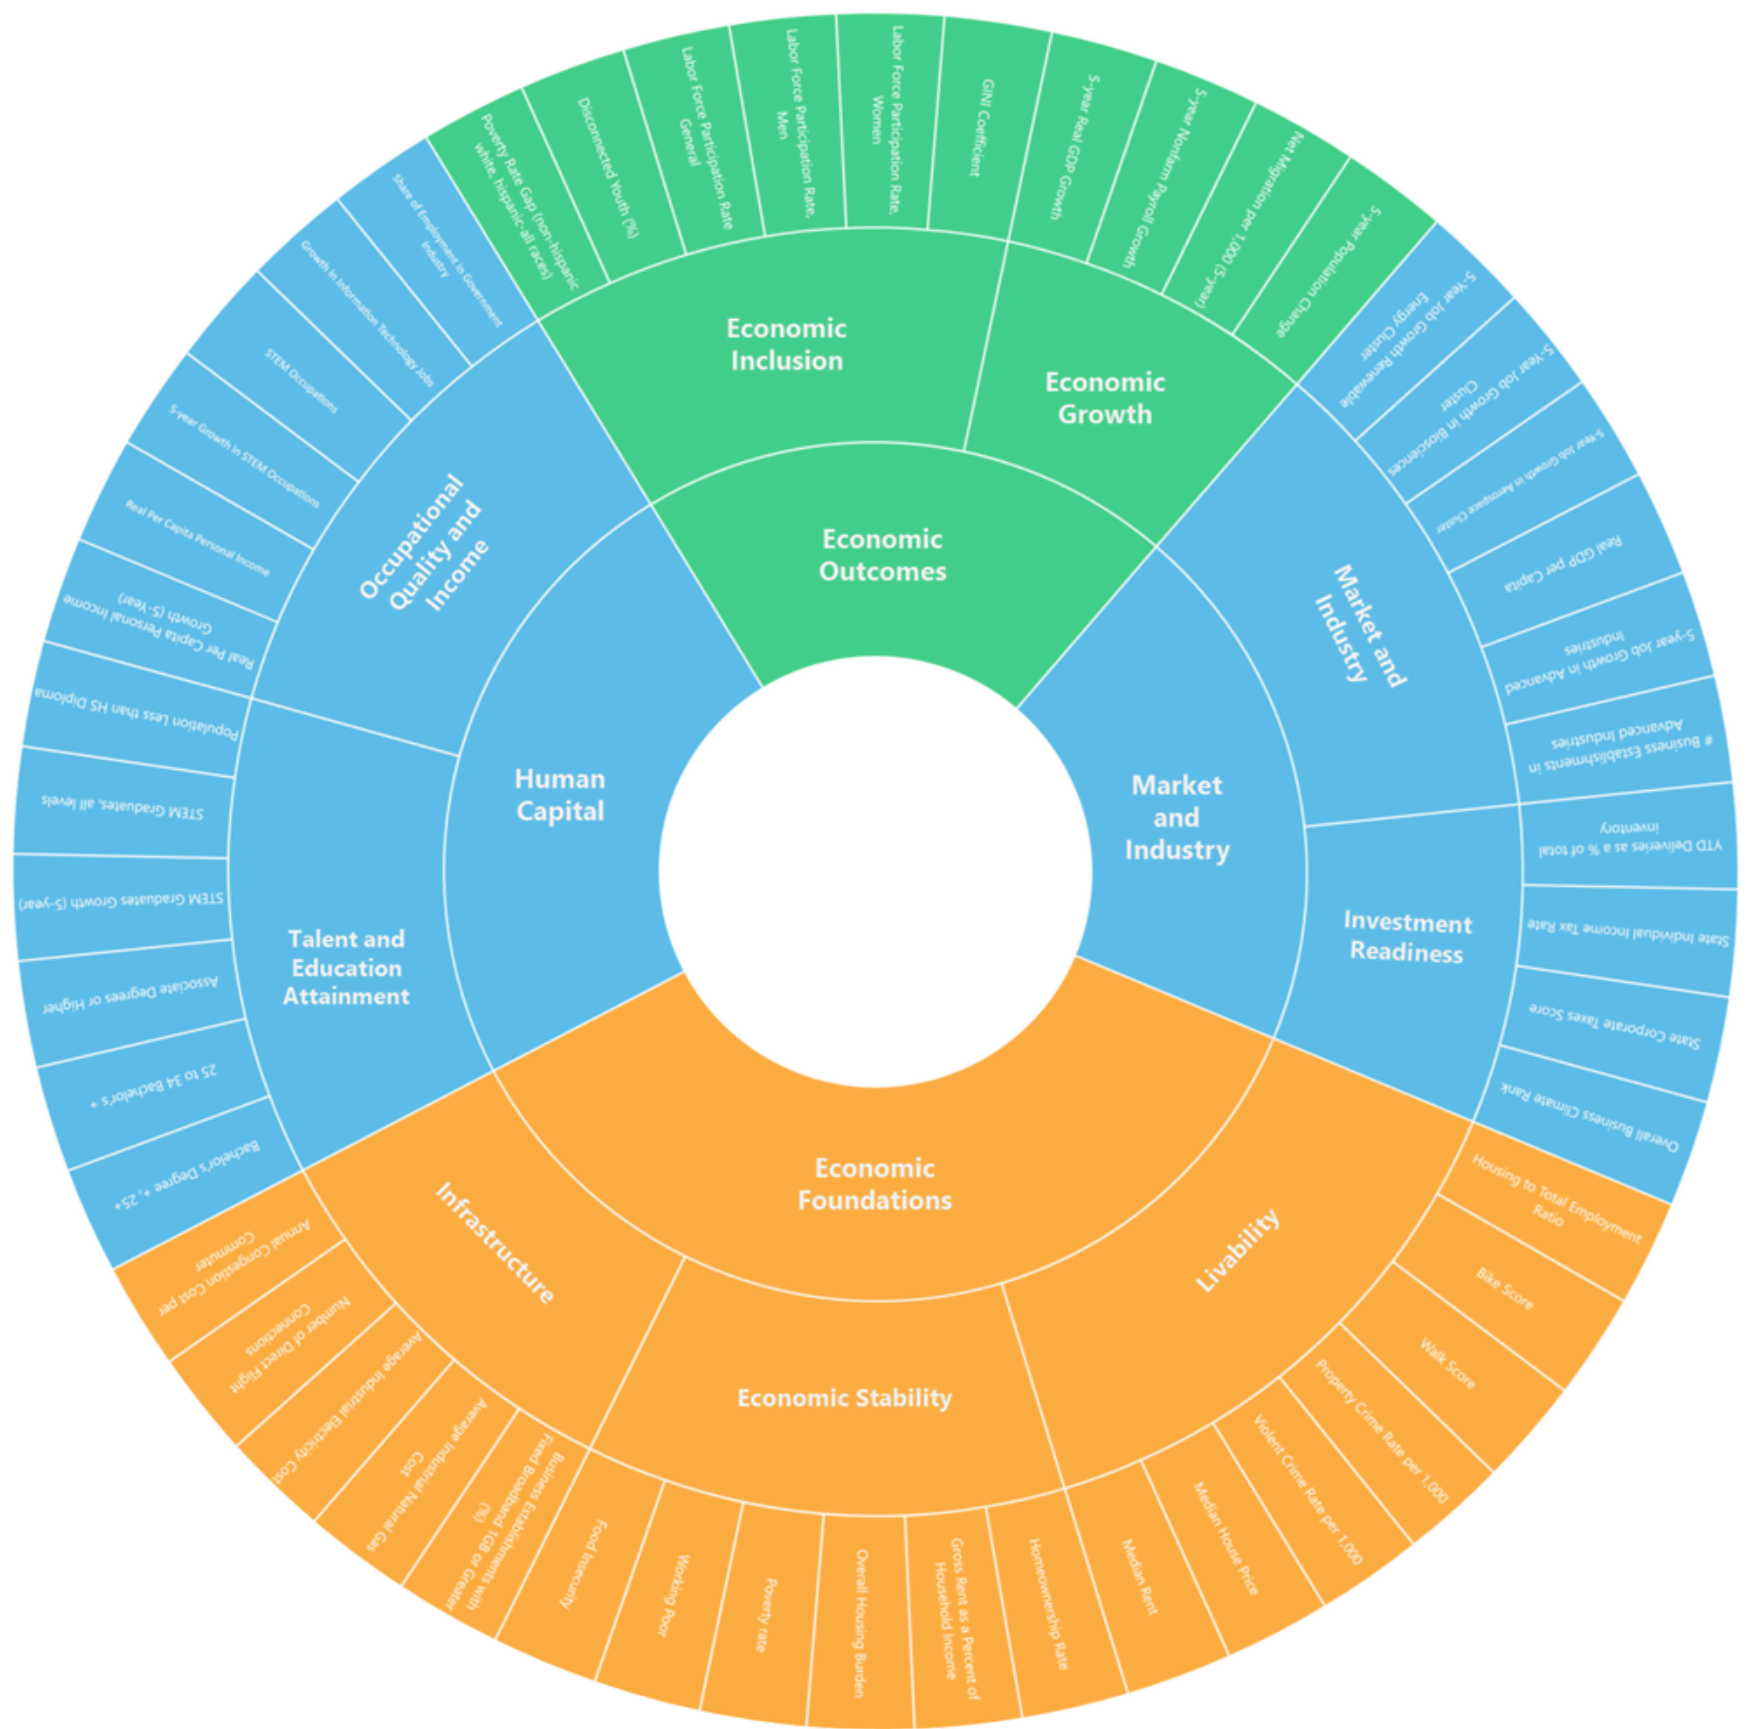 Economic
Outcomes
Economic
Inclusion
Poverty Rate Gap (non-hispanic
white, hispanic-all races)
Disconnected Youth (%)
Labor Force Participation Rate
General
Labor Force Participation Rate,
Men
Labor Force Participation Rate,
Women
GINI Coefficient
Economic
Growth
5-year Real GDP Growth
5-year Nonfarm Payroll Growth
Net Migration per 1,000 (5-year)
5-year Population Change
Market
and
Industry
Market and
Industry
5-Year Job Growth Renewable
Energy Cluster
5-Year Job Growth in Biosciences
Cluster
5-Year Job Growth in Aerospace Cluster
Real GDP per Capita
5-year Job Growth in Advanced
Industries
# Business Establishments in
Advanced Industries
Investment
Readiness
YTD Deliveries as a % of total
inventory
State Individual Income Tax Rate
State Corporate Taxes Score
Overall Business Climate Rank
Economic
Foundations
Livability
Housing to Total Employment
Ratio
Bike Score
Walk Score
Property Crime Rate per 1,000
Violent Crime Rate per 1,000
Median House Price
Median Rent
Economic Stability
Homeownership Rate
Gross Rent as a Percent of
Household Income
Overall Housing Burden
Poverty rate
Working Poor
Food Insecurity
Infrastructure
Business Establishments with
Fixed Broadband 1GB or Greater
(%)
Average Industrial Natural Gas
Cost
Average Industrial Electricity Cost
Number of Direct Flight
Connections
Annual Congestion Cost per
Commuter
Human
Capital
Talent and
Education
Attainment
Bachelor's Degree +, 25+
25 to 34 Bachelor's +
Associate Degrees or Higher
STEM Graduates Growth (5-year)
STEM Graduates, all levels
Population Less than HS Diploma
Occupational
Quality and
Income
Real Per Capita Personal Income
Growth (5-Year)
Real Per Capita Personal Income
5-year Growth in STEM Occupations
STEM Occupations
Growth in Information Technology Jobs
Share of Employment in Government
Industry